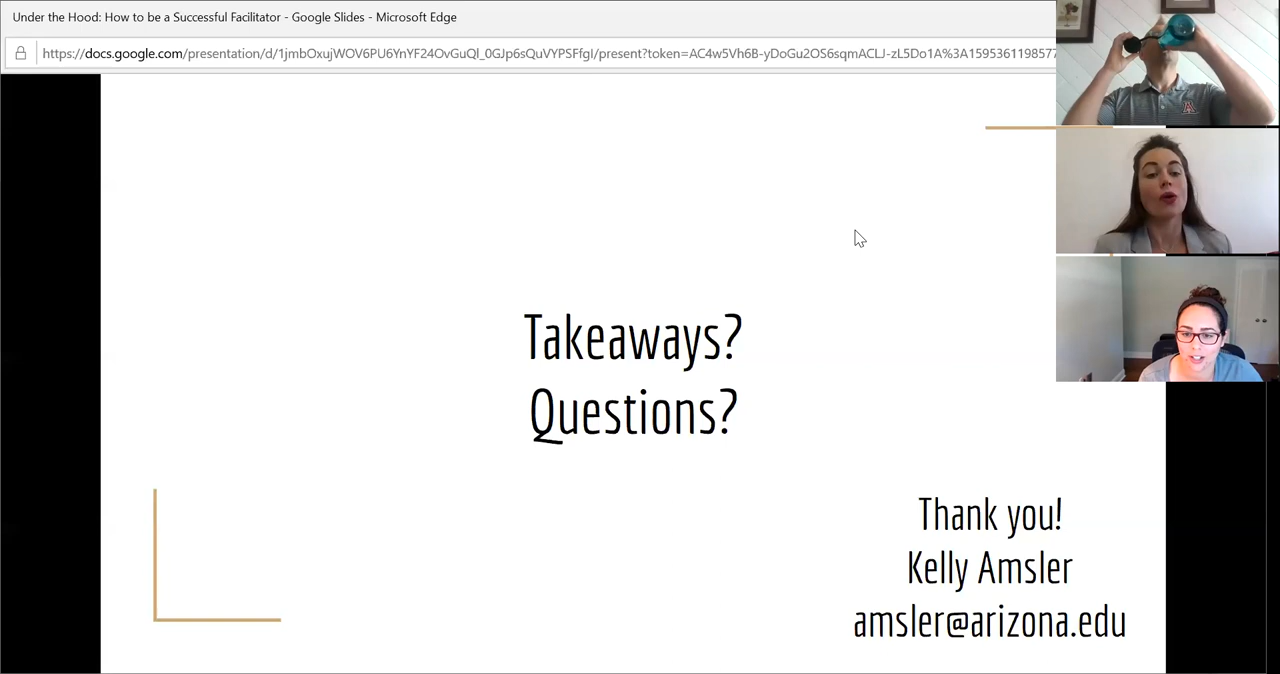 Under the Hood: How to be a Successful Facilitator - Google Slides - Microsoft Edge
https://docs.google.com/presentation/d/1jmbOxujWOV6PU6YnYF24OvGuQl_0GJp6sQuVYPSFfgI/present?token=AC4w5Vh6B-yDoGu2OS6sqmACLJ-zL5Do1A%3A1595361198577
Takeaways?
Questions?
Thank you!
Kelly Amsler
amsler@arizona.edu
A